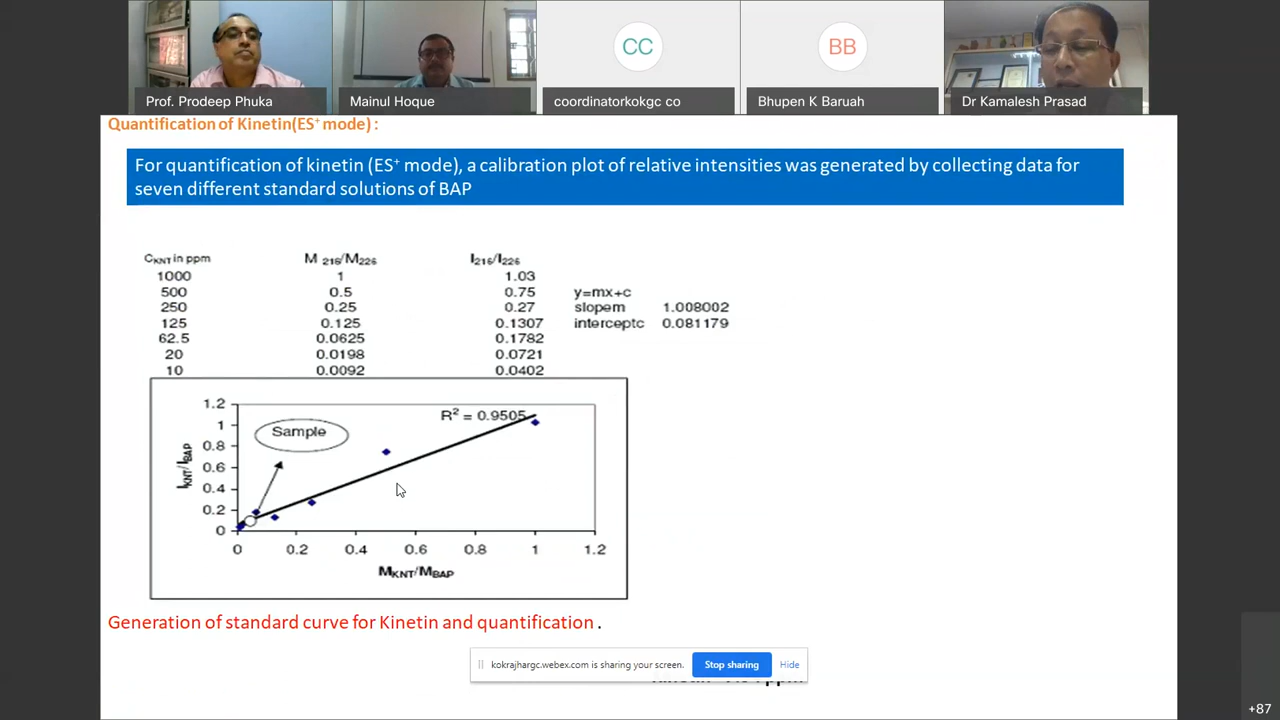 CC
BB
Prof. Prodeep Phuka
Mainul Hoque
coordinatorkokgc co
Bhupen K Baruah
Dr Kamalesh Prasad
Quantification of Kinetin(ES+ mode) :
For quantification of kinetin (ES+ mode), a calibration plot of relative intensities was generated by collecting data for
seven different standard solutions of BAP
CKNT in ppm M 216/M226 I216/I226
1000 1 1.03
500 0.5 0.75 y=mx+c
250 0.25 0.27 slopem 1.008002
125 0.125 0.1307 interceptc 0.081179
62.5 0.0625 0.1782
20 0.0198 0.0721
10 0.0092 0.0402
1.2
1
0.8
0.6
0.4
0.2
0
IKNT/IBAP
Sample
R2 = 0.9505
0 0.2 0.4 0.6 0.8 1 1.2
MKNT/MBAP
Generation of standard curve for Kinetin and quantification .
kokrajhargc.webex.com is sharing your screen. Stop sharing Hide
+87